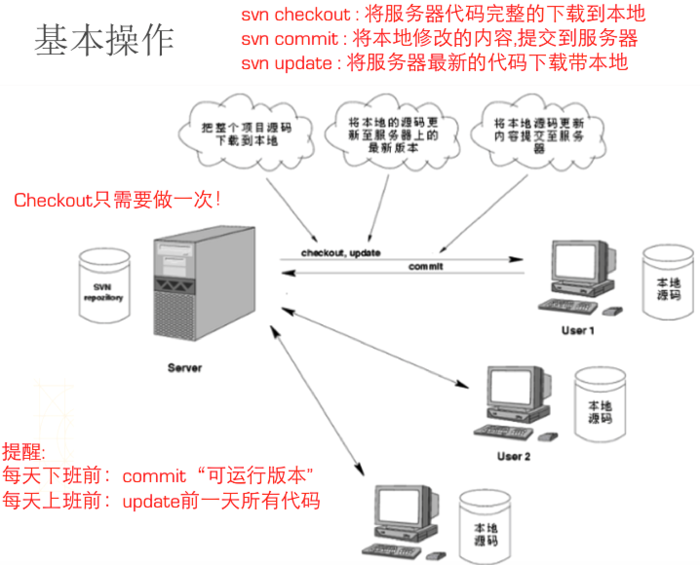 基本操作
svn checkout : 将服务器代码完整的下载到本地
svn commit : 将本地修改的内容,提交到服务器
svn update : 将服务器最新的代码下载带本地
把整个项目源码
下载到本地
将本地的源码更
新至服务器上的
最新版本
将本地源码更新
内容提交至服务
器
Checkout只需要做一次!
checkout, update
commit
SVN
repository
Server
本地
源码
User 1
本地
源码
User 2
提醒:
每天下班前：commit“可运行版本”
每天上班前：update前一天所有代码
本地
源码